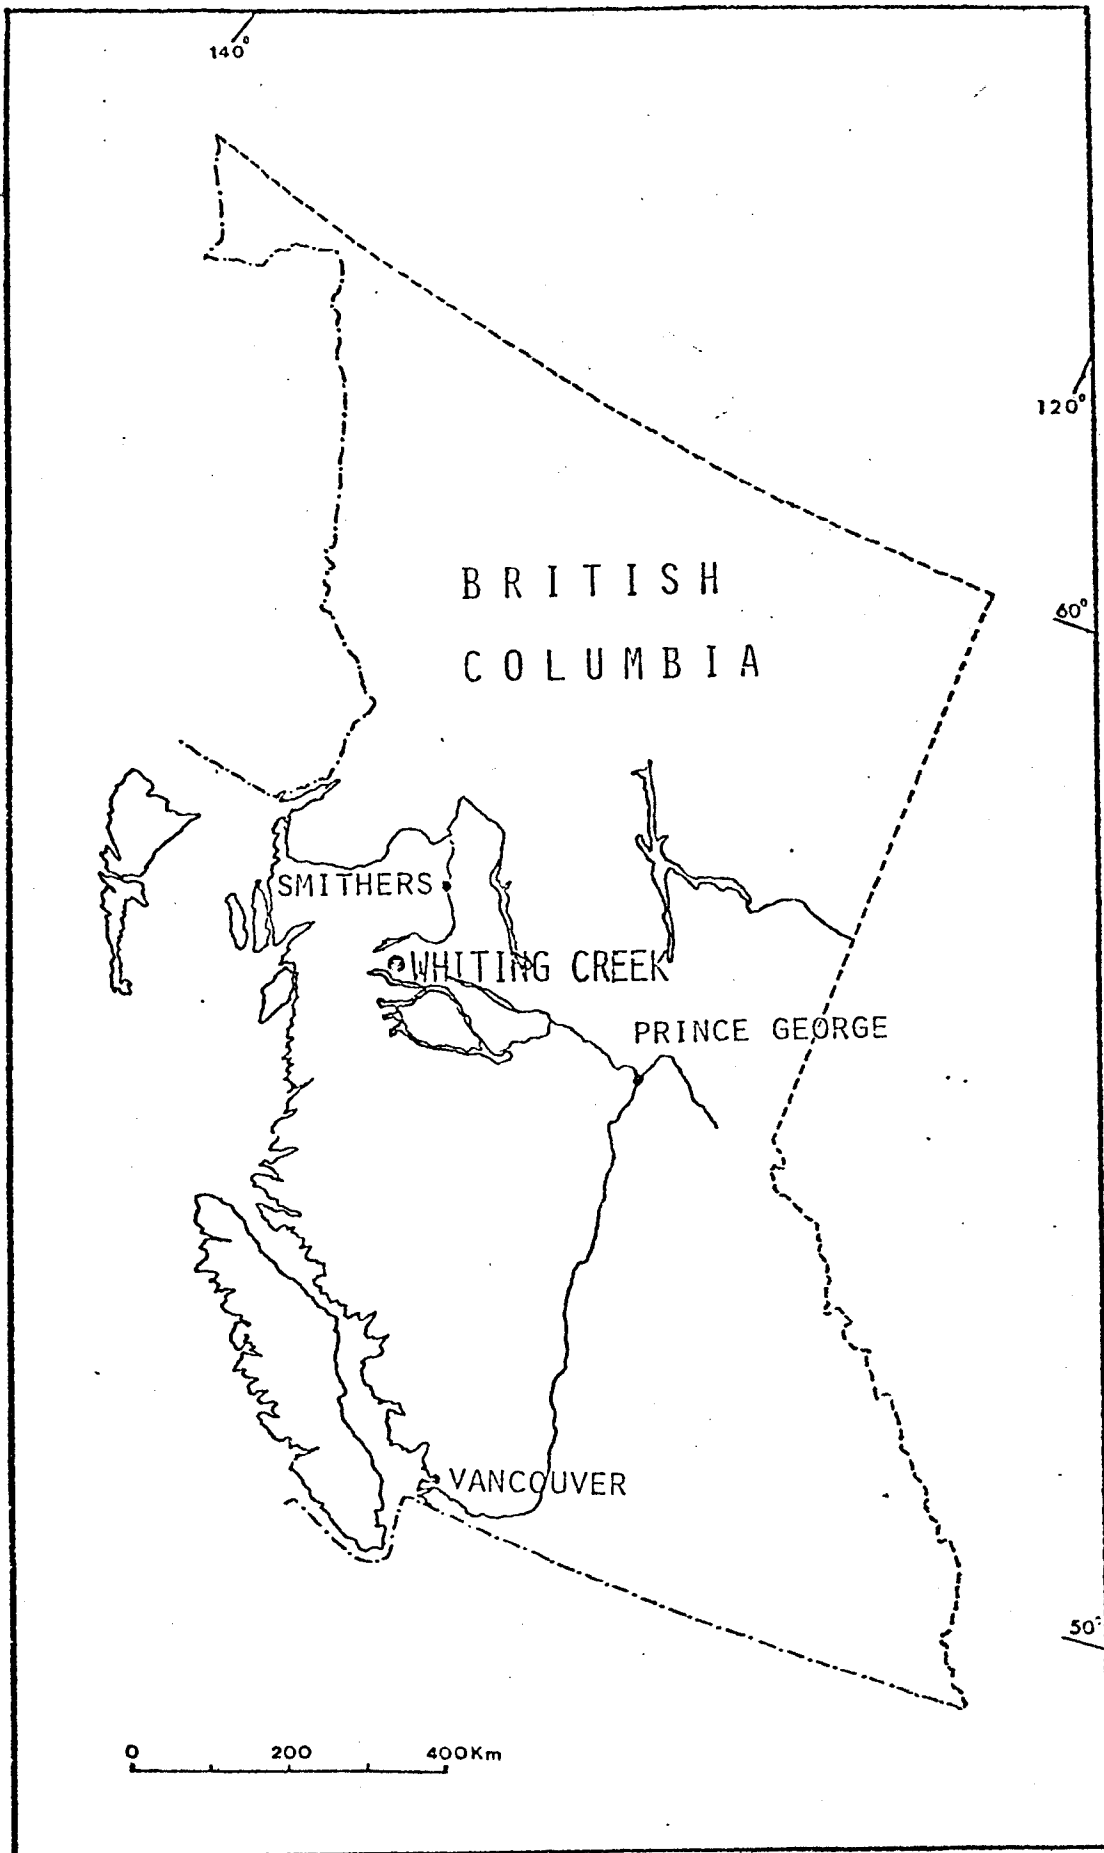 140°
120°
BRITISH
60°
COLUMBIA
SMITHERS
WHITING CREEK
PRINCE GEORGE
VANCOUVER
50°
0 200 400Km